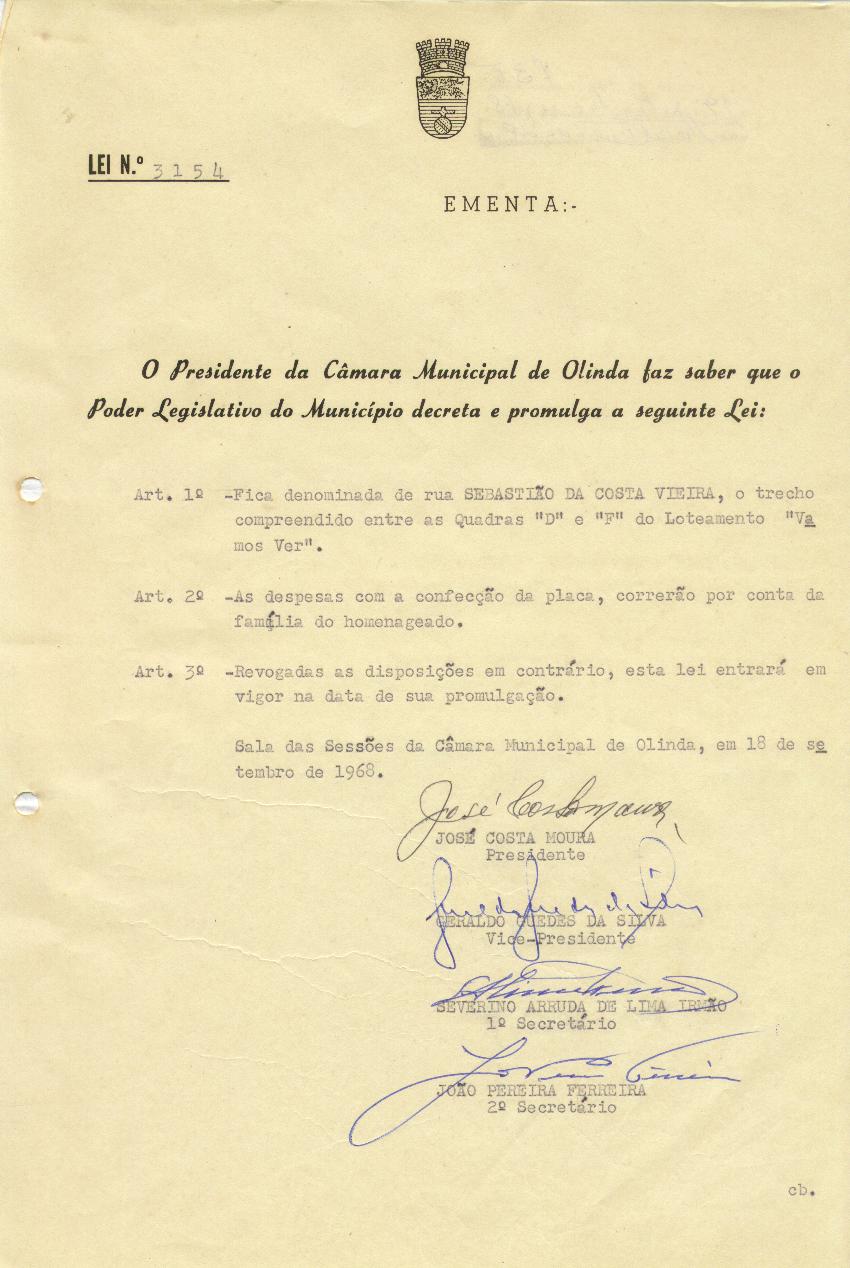 LEI N.º 3154
EMENTA:-
O Presidente da Câmara Municipal de Olinda faz saber que o
Poder Legislativo do Município decreta e promulga a seguinte Lei:
Art. 1º -Fica denominada de rua SEBASTIÃO DA COSTA VIEIRA, o trecho
compreendido entre as Quadras "D" e "F" do Loteamento "Va
mos Ver".
Art. 2º -As despesas com a confecção da placa, correrão por conta da
família do homenageado.
Art. 3º -Revogadas as disposições em contrário, esta lei entrará em
vigor na data de sua promulgação.
Sala das Sessões da Câmara Municipal de Olinda, em 18 de se
tembro de 1968.
José Costa Moura
JOSÉ COSTA MOURA
Presidente
GERALDO GUEDES DA SILVA
Vice-Presidente
SEVERINO ARRUDA DE LIMA IRMÃO
1º Secretário
JOÃO PEREIRA FERREIRA
2º Secretário
cb.